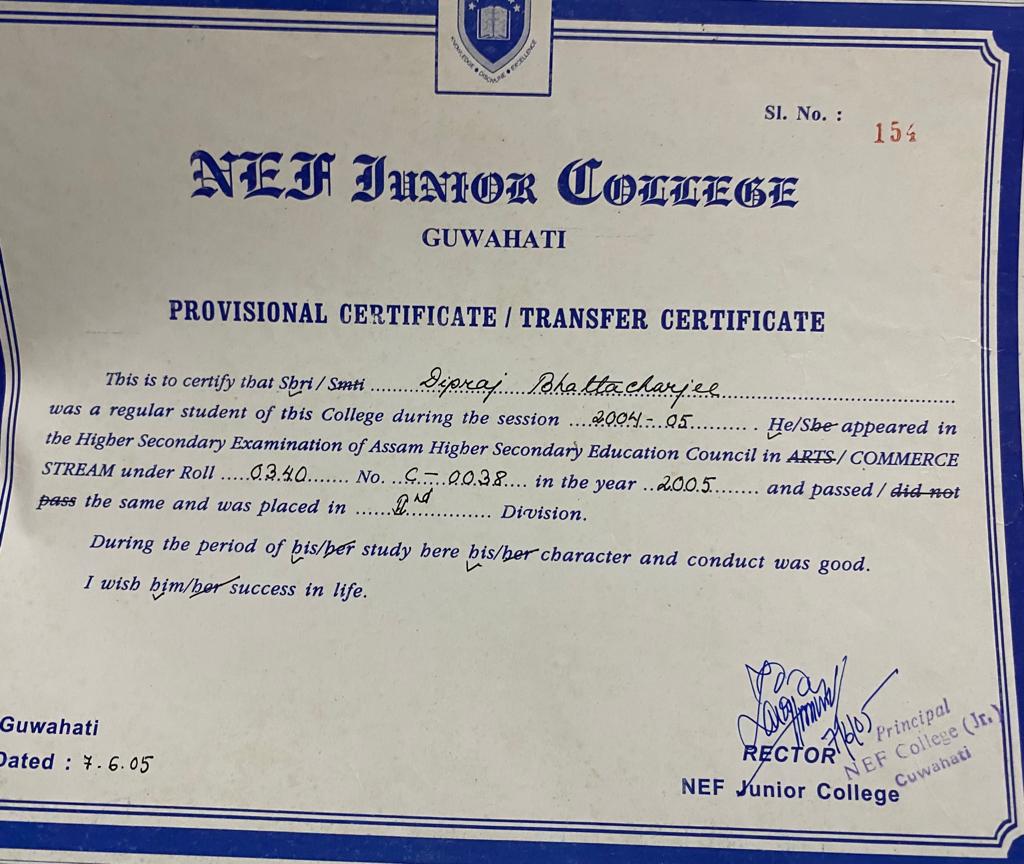 KNOWLEDGE • DISCIPLINE • EXCELLENCE
Sl. No. : 154
NEF JUNIOR COLLEGE
GUWAHATI
PROVISIONAL CERTIFICATE / TRANSFER CERTIFICATE
This is to certify that Shri / Smti ........Dipraj Bhattacharjee........
was a regular student of this College during the session ....2004-05.......... . He/She appeared in
the Higher Secondary Examination of Assam Higher Secondary Education Council in ARTS / COMMERCE
STREAM under Roll .....0340....... No. ..C-0038.... in the year ..2005........ and passed / did not
pass the same and was placed in ......IInd............ Division.
During the period of his/her study here his/her character and conduct was good.
I wish him/her success in life.
Guwahati
Dated : 7.6.05
7/6/05
RECTOR
NEF Junior College
Principal
NEF College (Jr.)
Guwahati